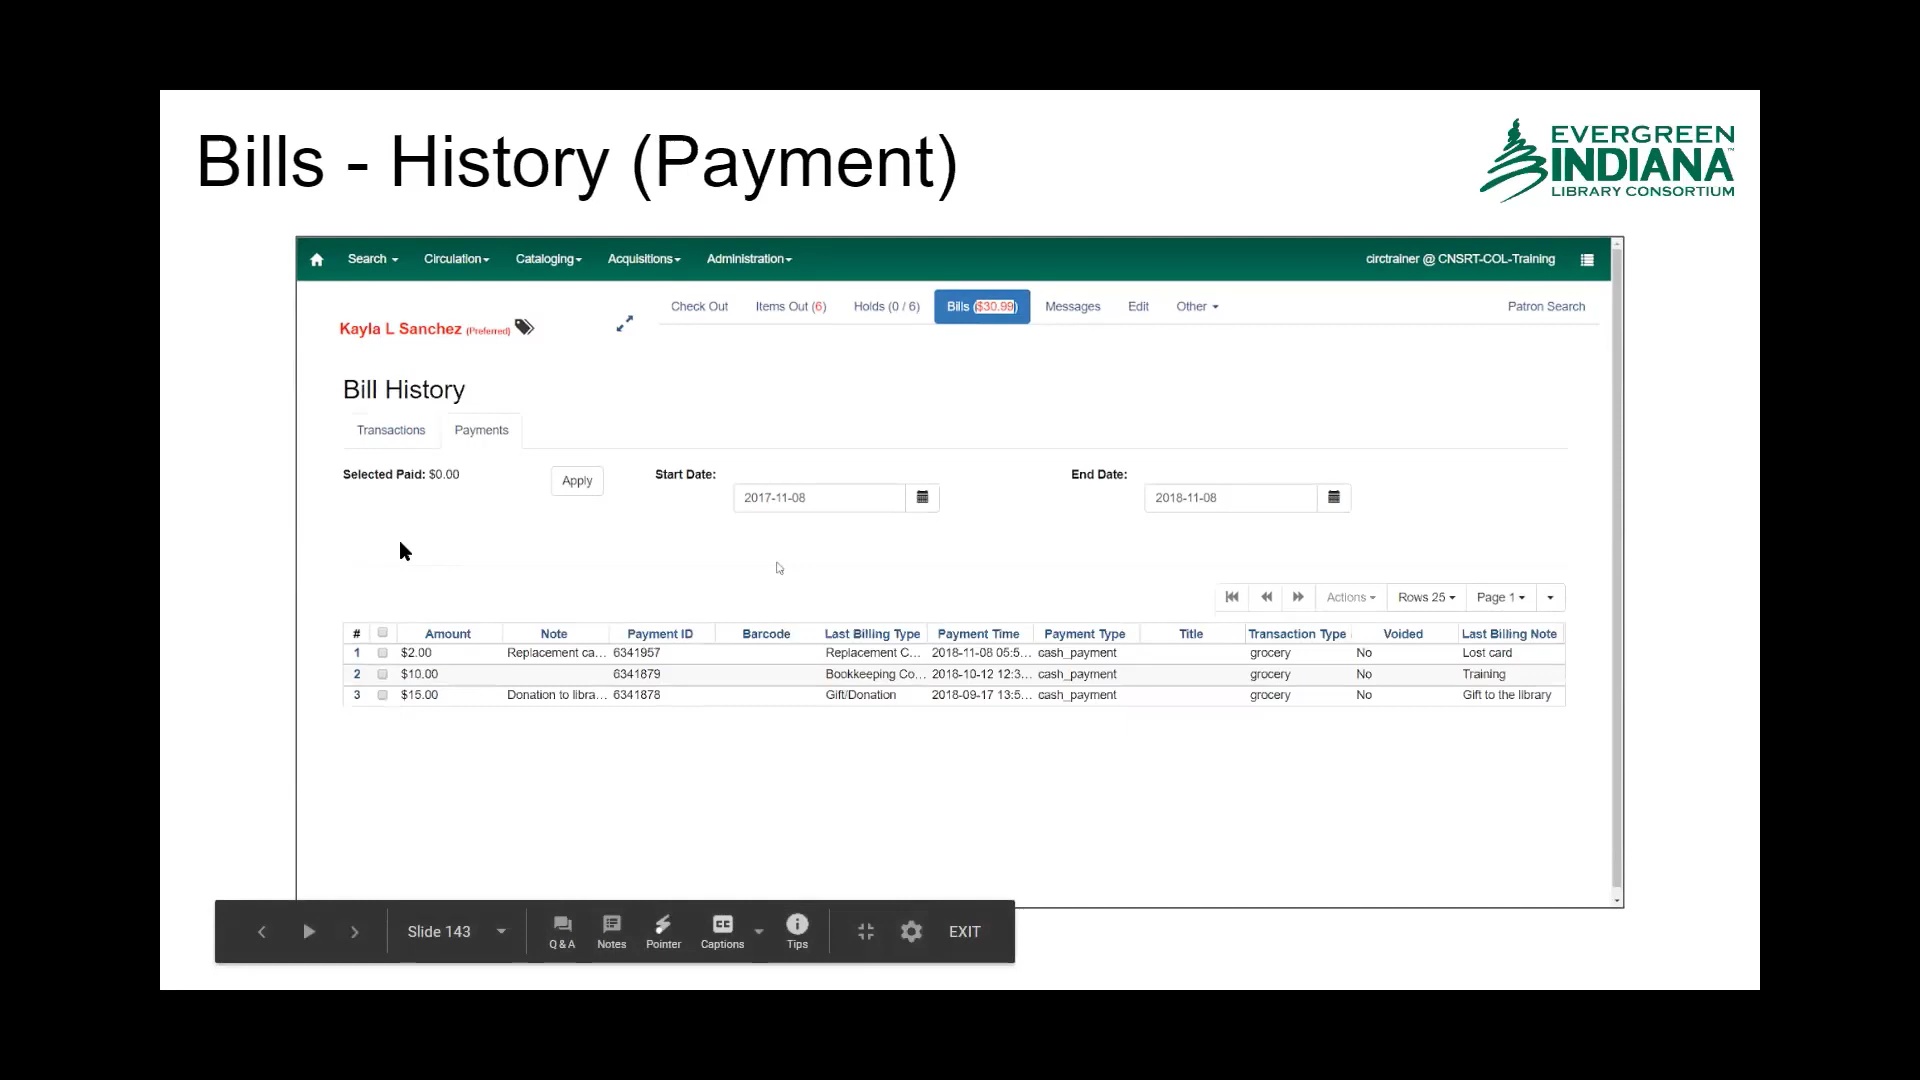 Bills - History (Payment)
EVERGREEN
INDIANA™
LIBRARY CONSORTIUM
Search Circulation Cataloging Acquisitions Administration circtrainer @ CNSRT-COL-Training
Check Out Items Out (6) Holds (0 / 6) Bills ($30.99) Messages Edit Other Patron Search
Kayla L Sanchez (Preferred)
Bill History
Transactions Payments
Selected Paid: $0.00 Apply Start Date: End Date:
2017-11-08 2018-11-08
Actions Rows 25 Page 1
# Amount Note Payment ID Barcode Last Billing Type Payment Time Payment Type Title Transaction Type Voided Last Billing Note
1 $2.00 Replacement ca... 6341957 Replacement C... 2018-11-08 05:5... cash_payment grocery No Lost card
2 $10.00 6341879 Bookkeeping Co... 2018-10-12 12:3... cash_payment grocery No Training
3 $15.00 Donation to libra... 6341878 Gift/Donation 2018-09-17 13:5... cash_payment grocery No Gift to the library
Slide 143 Q & A Notes Pointer CC Captions Tips EXIT